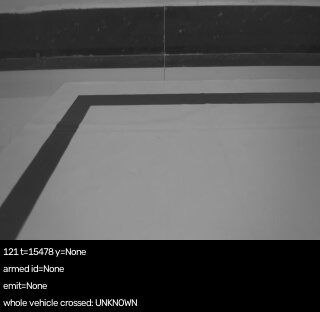 121 t=15478 y=None
armed id=None
emit=None
whole vehicle crossed: UNKNOWN